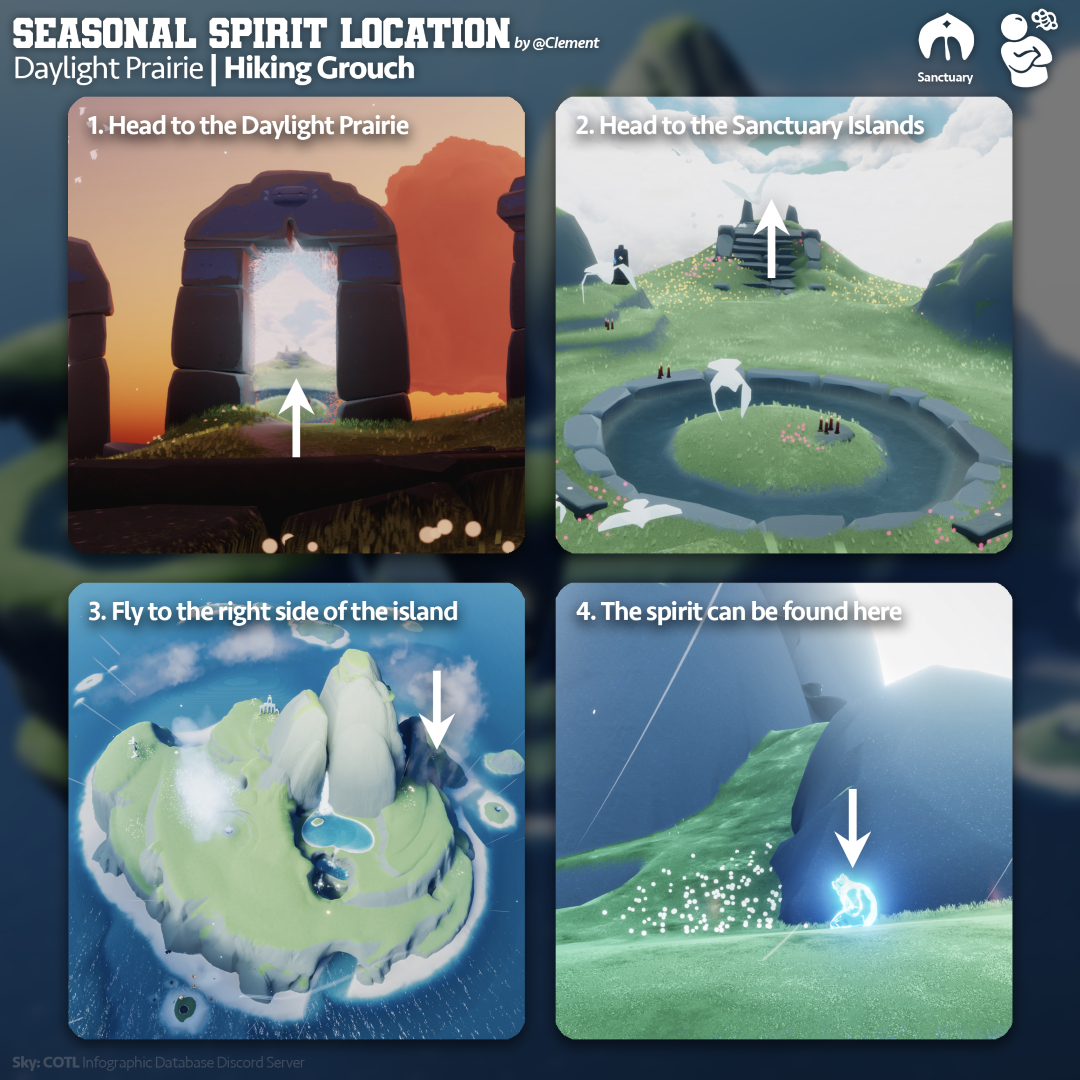 SEASONAL SPIRIT LOCATION by @Clement
Daylight Prairie | Hiking Grouch
Sanctuary
1. Head to the Daylight Prairie
2. Head to the Sanctuary Islands
3. Fly to the right side of the island
4. The spirit can be found here
Sky: COTL Infographic Database Discord Server